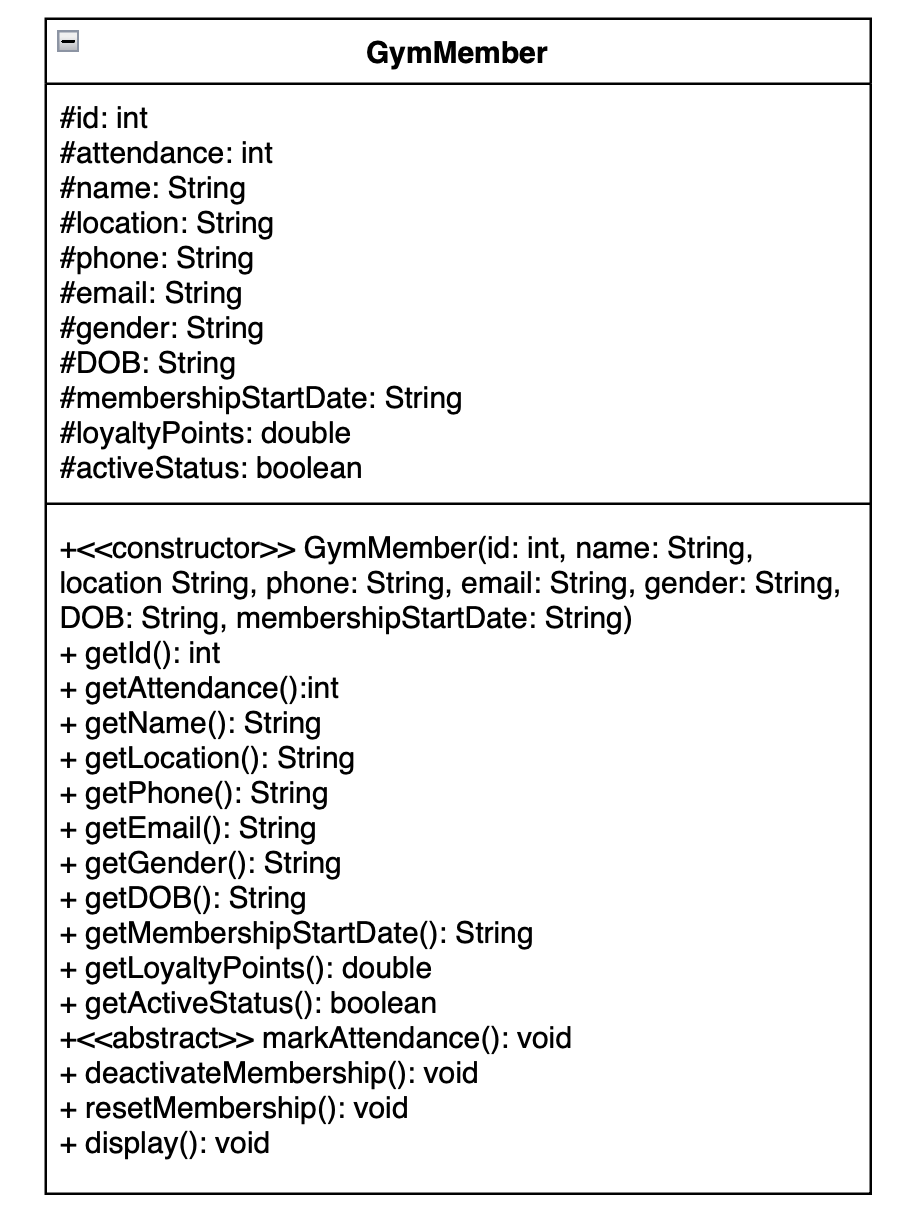 GymMember
#id: int
#attendance: int
#name: String
#location: String
#phone: String
#email: String
#gender: String
#DOB: String
#membershipStartDate: String
#loyaltyPoints: double
#activeStatus: boolean
+<<constructor>> GymMember(id: int, name: String,
location String, phone: String, email: String, gender: String,
DOB: String, membershipStartDate: String)
+ getId(): int
+ getAttendance():int
+ getName(): String
+ getLocation(): String
+ getPhone(): String
+ getEmail(): String
+ getGender(): String
+ getDOB(): String
+ getMembershipStartDate(): String
+ getLoyaltyPoints(): double
+ getActiveStatus(): boolean
+<<abstract>> markAttendance(): void
+ deactivateMembership(): void
+ resetMembership(): void
+ display(): void